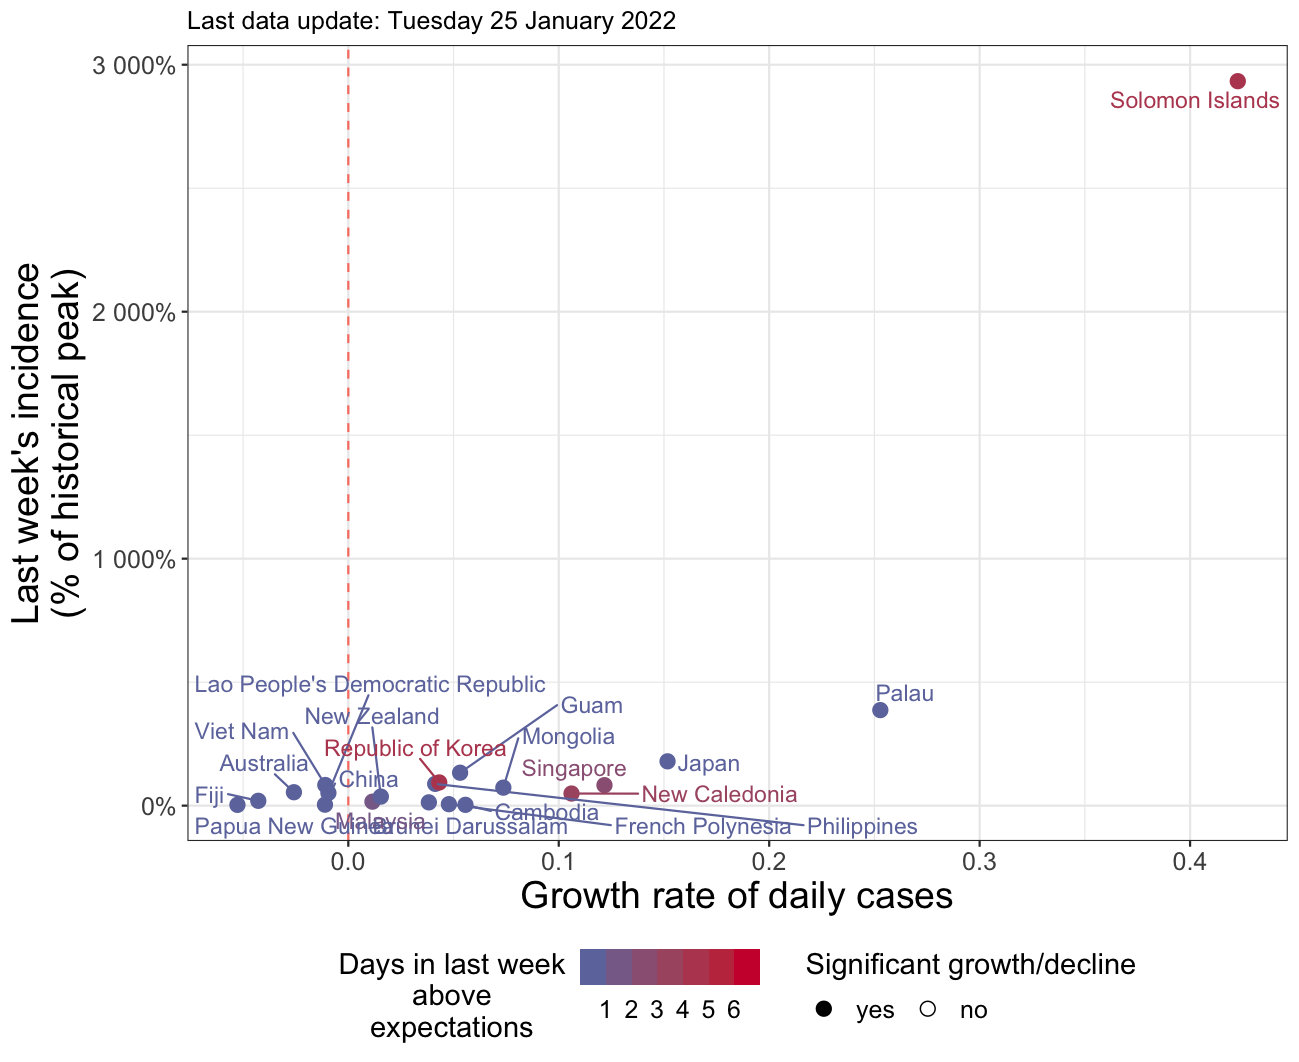 Last data update: Tuesday 25 January 2022
Last week's incidence
(% of historical peak)
3 000%
2 000%
1 000%
0%
Solomon Islands
Lao People's Democratic Republic
Palau
Guam
New Zealand
Viet Nam
Mongolia
Republic of Korea
Australia
Japan
Singapore
China
Fiji
New Caledonia
Cambodia
Malaysia
Papua New Guinea
Brunei Darussalam
French Polynesia
Philippines
0.0
0.1
0.2
0.3
0.4
Growth rate of daily cases
Days in last week
above
expectations
1 2 3 4 5 6
Significant growth/decline
yes
no